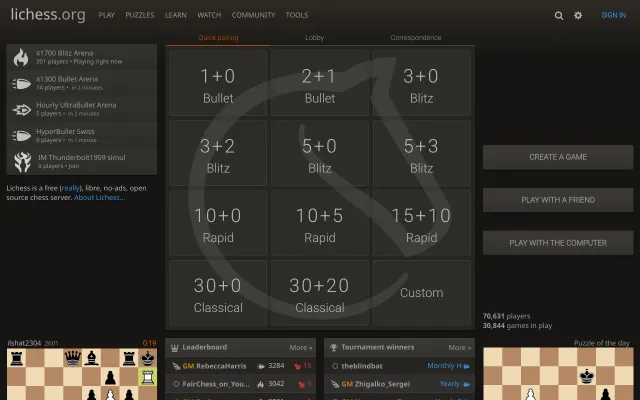 lichess.org PLAY PUZZLES LEARN WATCH COMMUNITY TOOLS SIGN IN
Quick pairing Lobby Correspondence
≤1700 Blitz Arena
301 players • Playing right now
≤1300 Bullet Arena
14 players • in 2 minutes
Hourly UltraBullet Arena
5 players • in 2 minutes
HyperBullet Swiss
6 players • in 1 minute
IM Thunderbolt1909 simul
0 players • Join
Lichess is a free (really), libre, no-ads, open
source chess server. About Lichess...
1+0 2+1 3+0
Bullet Bullet Blitz
3+2 5+0 5+3
Blitz Blitz Blitz
10+0 10+5 15+10
Rapid Rapid Rapid
30+0 30+20 Custom
Classical Classical
CREATE A GAME
PLAY WITH A FRIEND
PLAY WITH THE COMPUTER
70,631 players
30,844 games in play
ilshat2304 2601 0:19
Leaderboard More »
GM RebeccaHarris 3284
FairChess_on_You... 3042
Tournament winners More »
theblindbat Monthly H
GM Zhigalko_Sergei Yearly
Puzzle of the day